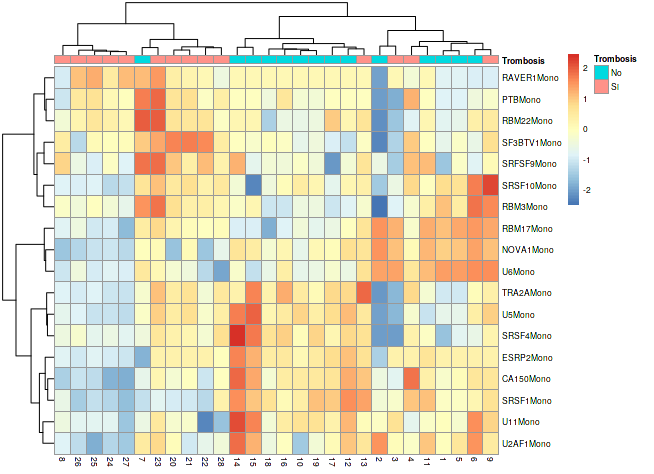 Trombosis
Trombosis
No
SI
2
1
0
-1
-2
RAVER1Mono
PTBMono
RBM22Mono
SF3BTV1Mono
SRFSF9Mono
SRSF10Mono
RBM3Mono
RBM17Mono
NOVA1Mono
U6Mono
TRA2AMono
U5Mono
SRSF4Mono
ESRP2Mono
CA150Mono
SRSF1Mono
U11Mono
U2AF1Mono
8 26 25 24 27 7 23 20 21 22 28 14 15 18 16 10 19 17 12 13 2 3 4 11 1 5 6 9